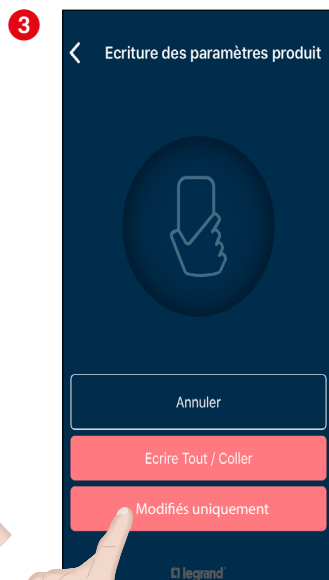 3
Ecriture des paramètres produit
Annuler
Ecrire Tout / Coller
Modifiés uniquement
legrand